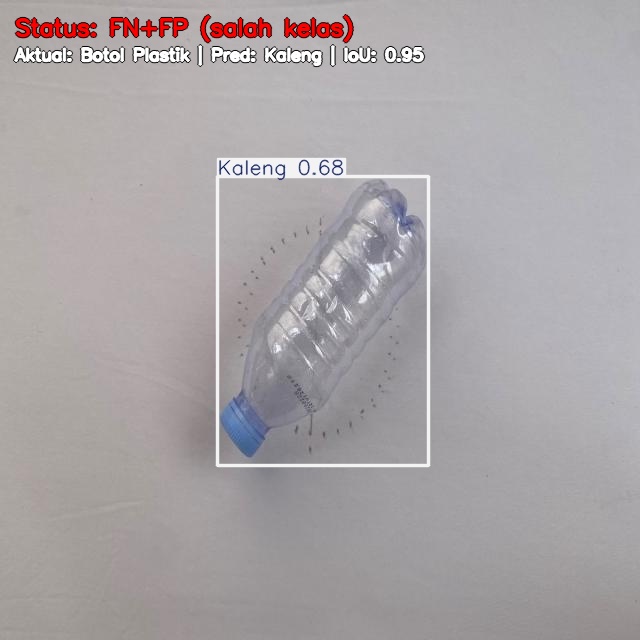 Status: FN+FP (salah kelas)
Aktual: Botol Plastik | Pred: Kaleng | IoU: 0.95
Kaleng 0.68